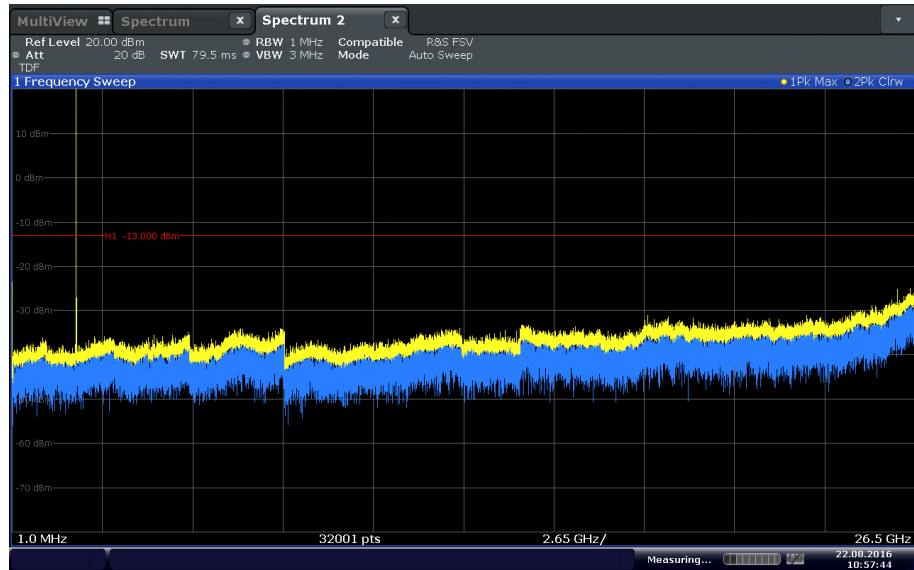 MultiView Spectrum X Spectrum 2 X
Ref Level 20.00 dBm RBW 1 MHz Compatible R&S FSV
Att 20 dB SWT 79.5 ms VBW 3 MHz Mode Auto Sweep
TDF
1 Frequency Sweep 1Pk Max 2Pk Clrw
10 dBm
0 dBm
-10 dBm
H1 -13.000 dBm
-20 dBm
-30 dBm
-60 dBm
-70 dBm
1.0 MHz 32001 pts 2.65 GHz/ 26.5 GHz
Measuring... 22.08.2016
10:57:44